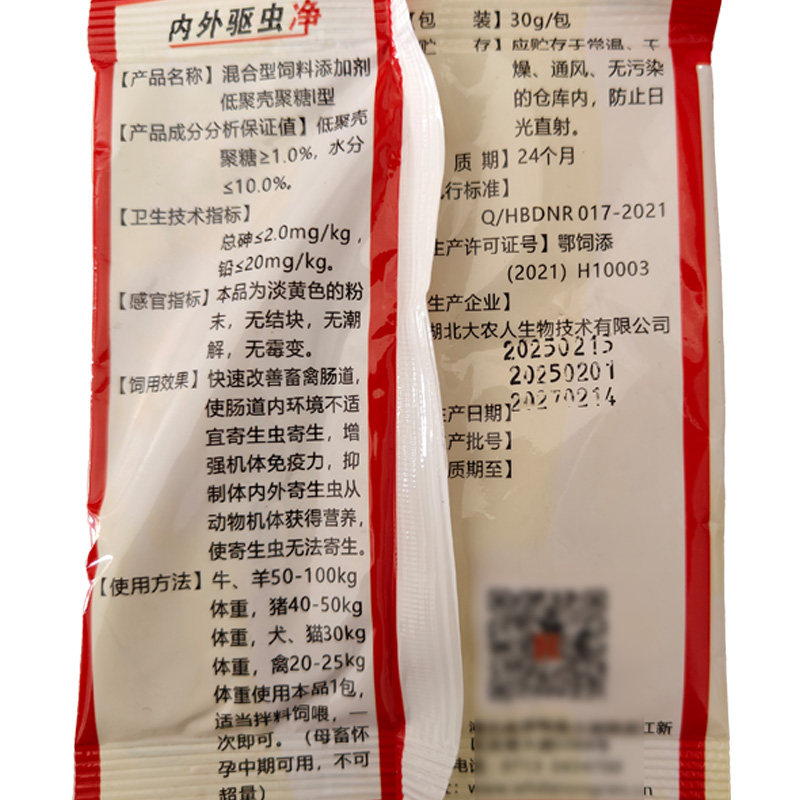 内外驱虫净
【产品名称】混合型饲料添加剂
低聚壳聚糖I型
【产品成分分析保证值】低聚壳
聚糖≥1.0%，水分
≤10.0%。
【卫生技术指标】
总砷≤2.0mg/kg，
铅≤20mg/kg。
【感官指标】本品为淡黄色的粉
末，无结块，无潮
解，无霉变。
【饲用效果】快速改善畜禽肠道，
使肠道内环境不适
宜寄生虫寄生，增
强机体免疫力，抑
制体内外寄生虫从
动物机体获得营养，
使寄生虫无法寄生。
【使用方法】牛、羊50-100kg
体重，猪40-50kg
体重，犬、猫30kg
体重，禽20-25kg
体重使用本品1包，
适当拌料饲喂，一
次即可。（母畜怀
孕中期可用，不可
超量）
【包 装】30g/包
存】应贮存于常温、干
燥、通风、无污染
的仓库内，防止日
光直射。
质 期】24个月
行标准】
Q/HBDNR 017-2021
生产许可证号】鄂饲添
（2021）H10003
生产企业】
湖北大农人生物技术有限公司
20250215
20250201
20270214
生产日期】
产批号】
质期至】
江新
电话